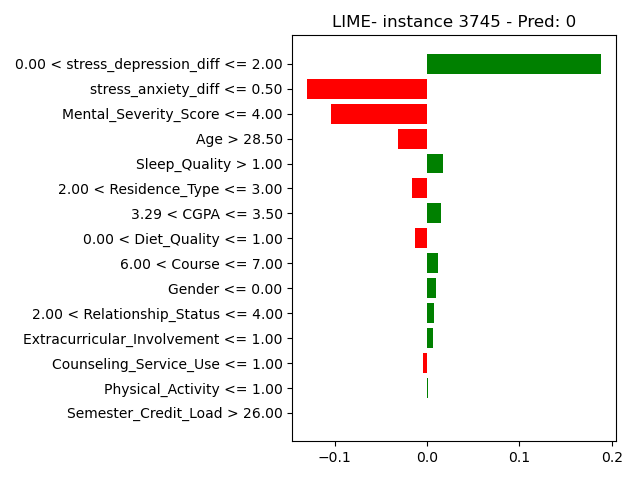 LIME- instance 3745 - Pred: 0
0.00 < stress_depression_diff <= 2.00
stress_anxiety_diff <= 0.50
Mental_Severity_Score <= 4.00
Age > 28.50
Sleep_Quality > 1.00
2.00 < Residence_Type <= 3.00
3.29 < CGPA <= 3.50
0.00 < Diet_Quality <= 1.00
6.00 < Course <= 7.00
Gender <= 0.00
2.00 < Relationship_Status <= 4.00
Extracurricular_Involvement <= 1.00
Counseling_Service_Use <= 1.00
Physical_Activity <= 1.00
Semester_Credit_Load > 26.00
−0.1 0.0 0.1 0.2